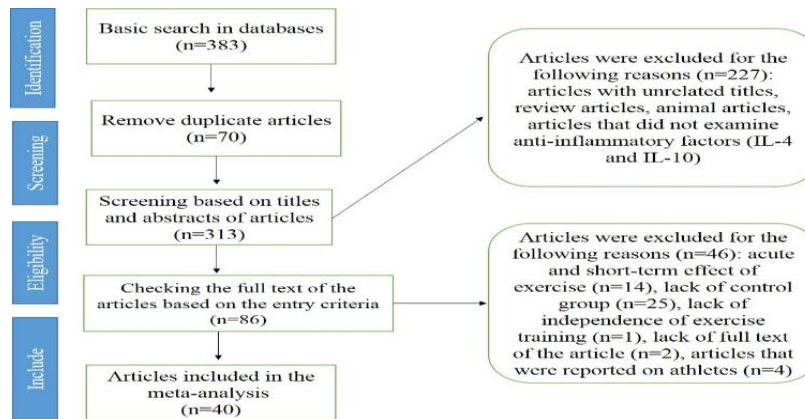 Identification
Basic search in databases
(n=383)
Articles were excluded for the
following reasons (n=227):
articles with unrelated titles,
review articles, animal articles,
articles that did not examine
anti-inflammatory factors (IL-4
and IL-10)
Screening
Remove duplicate articles
(n=70)
Screening based on titles
and abstracts of articles
(n=313)
Eligibility
Checking the full text of the
articles based on the entry criteria
(n=86)
Articles were excluded for the
following reasons (n=46): acute
and short-term effect of
exercise (n=14), lack of control
group (n=25), lack of
independence of exercise
training (n=1), lack of full text
of the article (n=2), articles that
were reported on athletes (n=4)
Include
Articles included in the
meta-analysis
(n=40)